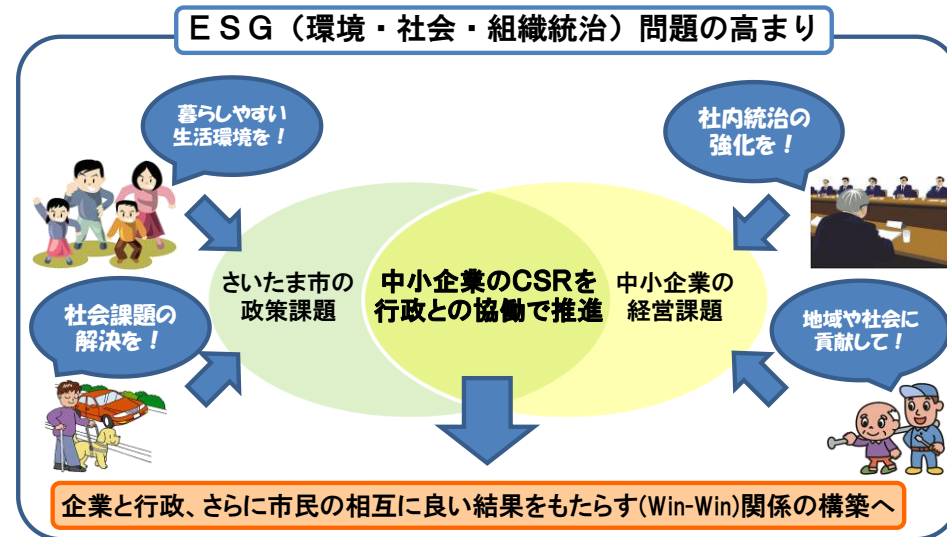 ESG(環境・社会・組織統治)問題の高まり
暮らしやすい
生活環境を!
社内統治の
強化を!
さいたま市の
政策課題
中小企業のCSRを
行政との協働で推進
中小企業の
経営課題
社会課題の
解決を!
地域や社会に
貢献して!
企業と行政、さらに市民の相互に良い結果をもたらす(Win-Win)関係の構築へ